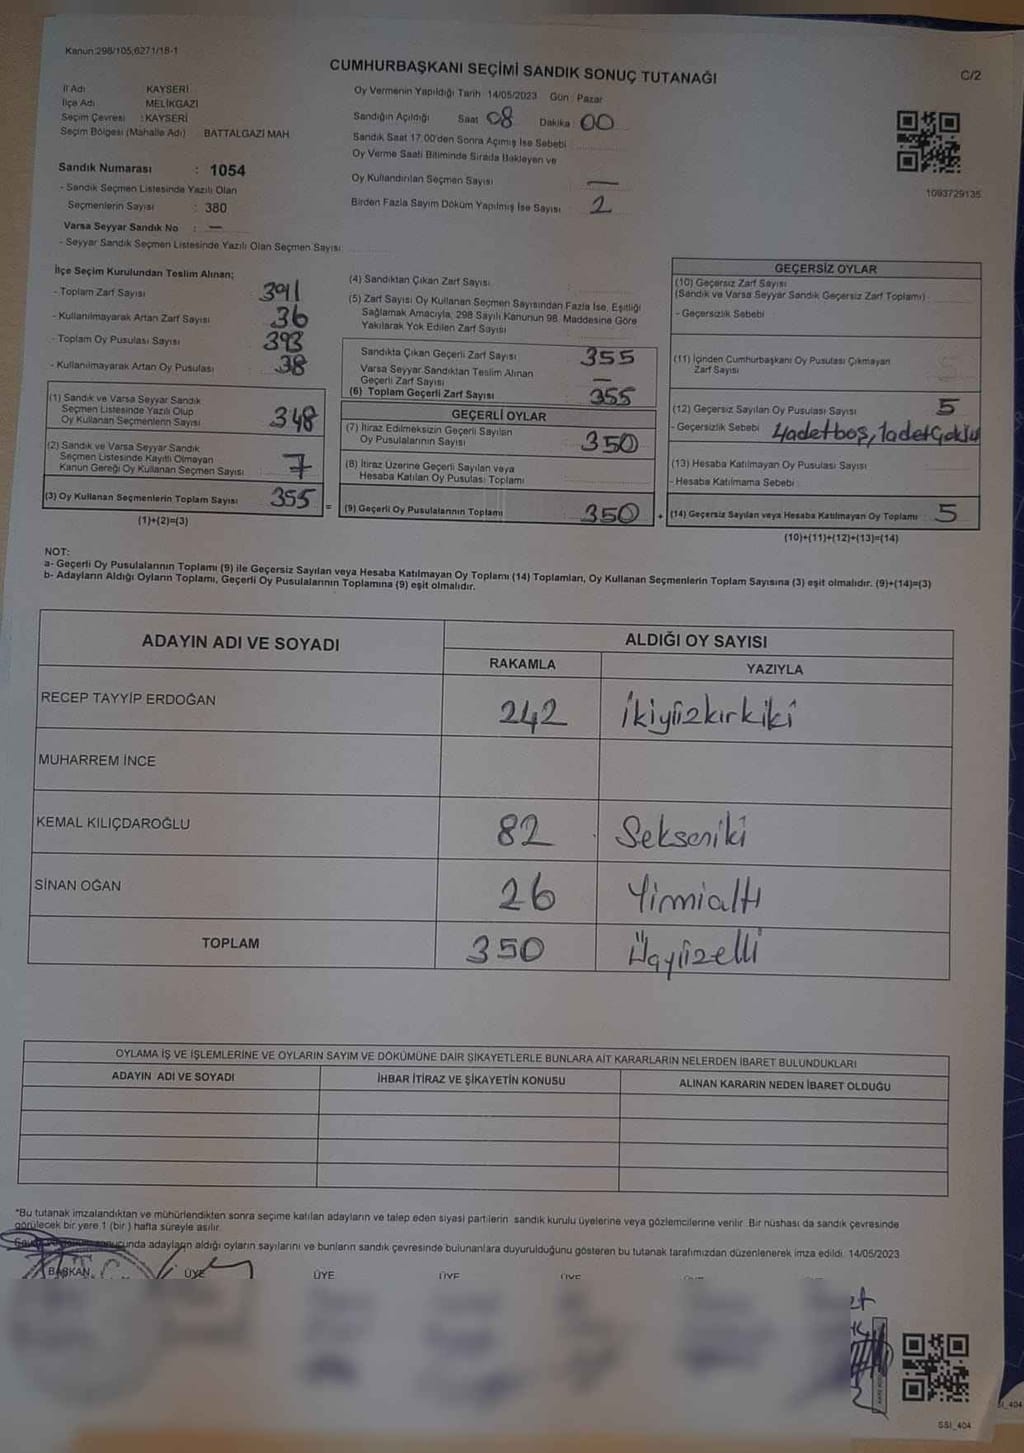 Kanun:298/105;6271/18-1
CUMHURBAŞKANI SEÇİMİ SANDIK SONUÇ TUTANAĞI
C/2
İl Adı : KAYSERİ
İlçe Adı : MELİKGAZİ
Seçim Çevresi : KAYSERİ
Seçim Bölgesi (Mahalle Adı) BATTALGAZİ MAH.
Oy Vermenin Yapıldığı Tarih 14/05/2023 Gün : Pazar
Sandığın Açıldığı Saat 08 Dakika 00
Sandık Saat 17:00'den Sonra Açımış İse Sebebi
Oy Verme Saati Bitiminde Sırada Bekleyen ve
Oy Kullandırılan Seçmen Sayısı —
Birden Fazla Sayım Döküm Yapılmış İse Sayısı 2
1093729135
Sandık Numarası : 1054
- Sandık Seçmen Listesinde Yazılı Olan
Seçmenlerin Sayısı : 380
Varsa Seyyar Sandık No : —
- Seyyar Sandık Seçmen Listesinde Yazılı Olan Seçmen Sayısı:
İlçe Seçim Kurulundan Teslim Alınan;
- Toplam Zarf Sayısı 391
- Kullanılmayarak Artan Zarf Sayısı 36
- Toplam Oy Pusulası Sayısı 393
- Kullanılmayarak Artan Oy Pusulası 38
(1) Sandık ve Varsa Seyyar Sandık
Seçmen Listesinde Yazılı Olup
Oy Kullanan Seçmenlerin Sayısı 348
(2) Sandık ve Varsa Seyyar Sandık
Seçmen Listesinde Kayıtlı Olmayan
Kanun Gereği Oy Kullanan Seçmen Sayısı 7
(3) Oy Kullanan Seçmenlerin Toplam Sayısı 355
(1)+(2)=(3)
(4) Sandıktan Çıkan Zarf Sayısı
(5) Zarf Sayısı Oy Kullanan Seçmen Sayısından Fazla İse, Eşitliği
Sağlamak Amacıyla, 298 Sayılı Kanunun 98. Maddesine Göre
Yakılarak Yok Edilen Zarf Sayısı
Sandıkta Çıkan Geçerli Zarf Sayısı 355
Varsa Seyyar Sandıktan Teslim Alınan
Geçerli Zarf Sayısı —
(6) Toplam Geçerli Zarf Sayısı 355
GEÇERLİ OYLAR
(7) İtiraz Edilmeksizin Geçerli Sayılan
Oy Pusulalarının Sayısı 350
(8) İtiraz Üzerine Geçerli Sayılan veya
Hesaba Katılan Oy Pusulası Toplamı
= (9) Geçerli Oy Pusulalarının Toplamı 350 +
GEÇERSİZ OYLAR
(10) Geçersiz Zarf Sayısı
(Sandık ve Varsa Seyyar Sandık Geçersiz Zarf Toplamı)
- Geçersizlik Sebebi
(11) İçinden Cumhurbaşkanı Oy Pusulası Çıkmayan
Zarf Sayısı
(12) Geçersiz Sayılan Oy Pusulası Sayısı 5
- Geçersizlik Sebebi 4adetboş,1adetçoklu
(13) Hesaba Katılmayan Oy Pusulası Sayısı
- Hesaba Katılmama Sebebi
(14) Geçersiz Sayılan veya Hesaba Katılmayan Oy Toplamı 5
(10)+(11)+(12)+(13)=(14)
NOT:
a- Geçerli Oy Pusulalarının Toplamı (9) ile Geçersiz Sayılan veya Hesaba Katılmayan Oy Toplamı (14) Toplamları, Oy Kullanan Seçmenlerin Toplam Sayısına (3) eşit olmalıdır. (9)+(14)=(3)
b- Adayların Aldığı Oyların Toplamı, Geçerli Oy Pusulalarının Toplamına (9) eşit olmalıdır.
ADAYIN ADI VE SOYADI
ALDIĞI OY SAYISI
RAKAMLA YAZIYLA
RECEP TAYYİP ERDOĞAN 242 İkiyüzkırkiki
MUHARREM İNCE
KEMAL KILIÇDAROĞLU 82 Sekseniki
SİNAN OĞAN 26 Yirmialtı
TOPLAM 350 Üçyüzelli
OYLAMA İŞ VE İŞLEMLERİNE VE OYLARIN SAYIM VE DÖKÜMÜNE DAİR ŞİKAYETLERLE BUNLARA AİT KARARLARIN NELERDEN İBARET BULUNDUKLARI
ADAYIN ADI VE SOYADI İHBAR İTİRAZ VE ŞİKAYETİN KONUSU ALINAN KARARIN NEDEN İBARET OLDUĞU
*Bu tutanak imzalandıktan ve mühürlendikten sonra seçime katılan adayların ve talep eden siyasi partilerin sandık kurulu üyelerine veya gözlemcilerine verilir. Bir nüshası da sandık çevresinde
görülecek bir yere 1 (bir) hafta süreyle asılır.
sonucunda adayların aldığı oyların sayılarını ve bunların sandık çevresinde bulunanlara duyurulduğunu gösteren bu tutanak tarafımızdan düzenlenerek imza edildi. 14/05/2023
BAŞKAN ÜYE ÜYE ÜYE ÜYE
SSI_404